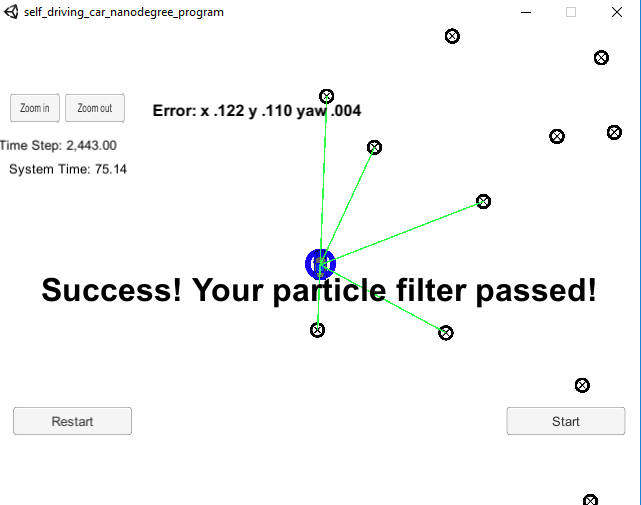 self_driving_car_nanodegree_program
Zoom in Zoom out
Error: x .122 y .110 yaw .004
Time Step: 2,443.00
System Time: 75.14
Success! Your particle filter passed!
Restart Start